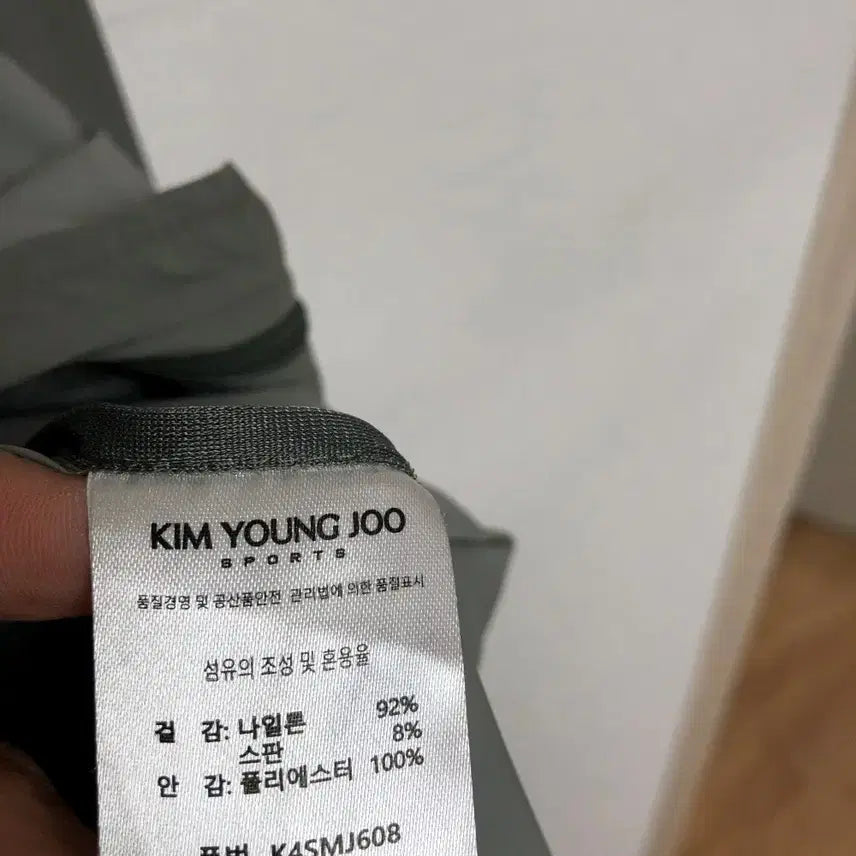 KIM YOUNG JOO
SPORTS
품질경영 및 공산품안전 관리법에 의한 품질표시
섬유의 조성 및 혼용율
겉 감: 나일론 92%
스판 8%
안 감: 폴리에스터 100%
품번 K4SMJ608